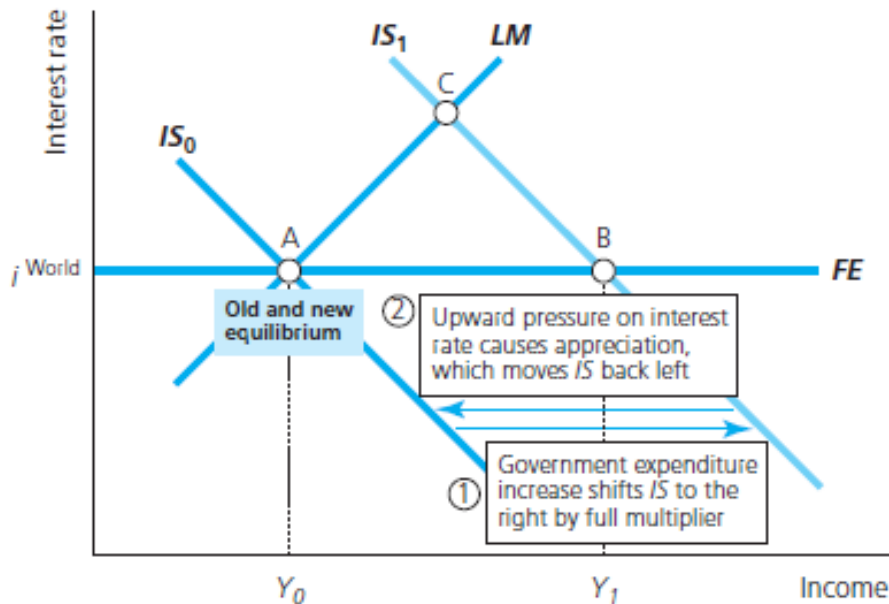 Interest rate
IS₁
LM
C
IS₀
A
B
i World
FE
Old and new
equilibrium
②
Upward pressure on interest
rate causes appreciation,
which moves IS back left
①
Government expenditure
increase shifts IS to the
right by full multiplier
Y₀
Y₁
Income